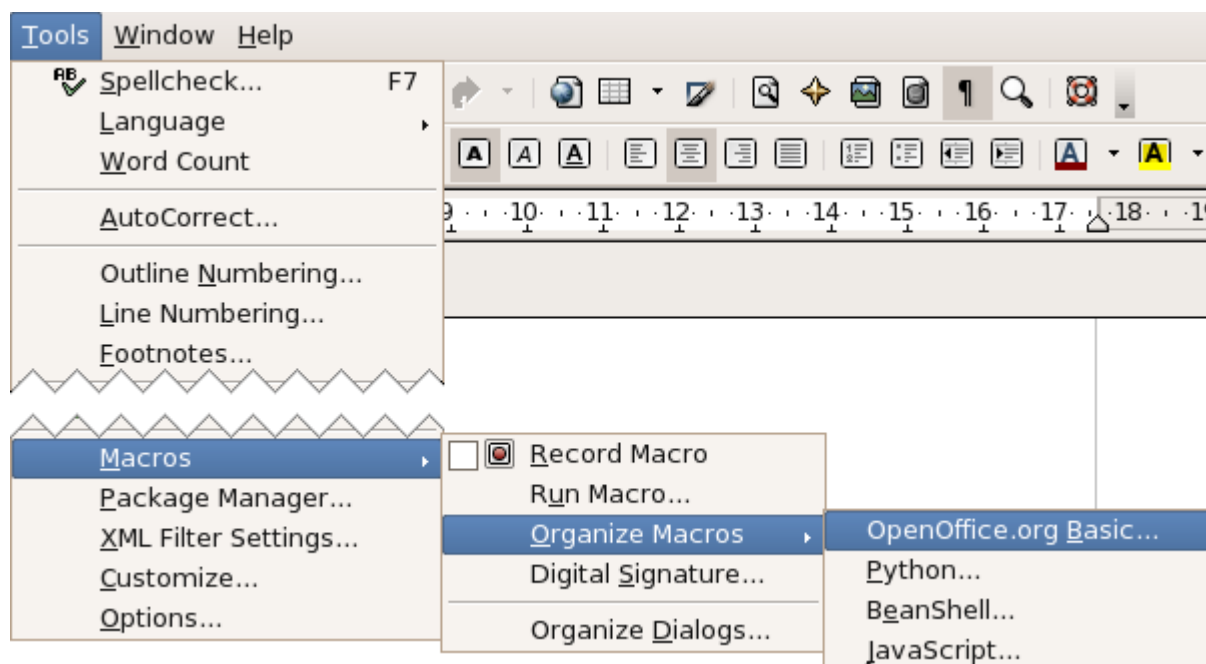 Tools Window Help
Spellcheck... F7
Language
Word Count
AutoCorrect...
Outline Numbering...
Line Numbering...
Footnotes...
9 10 11 12 13 14 15 16 17 18 19
Macros
Package Manager...
XML Filter Settings...
Customize...
Options...
Record Macro
Run Macro...
Organize Macros
Digital Signature...
Organize Dialogs...
OpenOffice.org Basic...
Python...
BeanShell...
JavaScript...